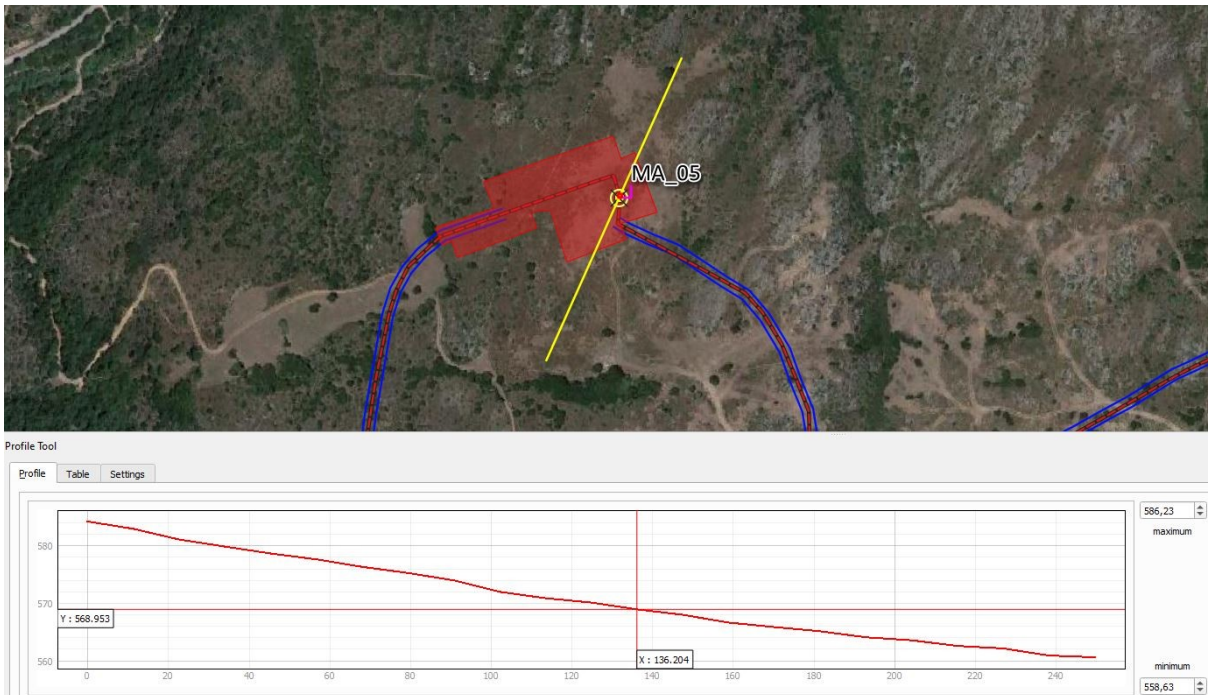 MA_05
Profile Tool
Profile Table Settings
586,23
maximum
580
570
Y : 568.953
560
X : 136.204
minimum
0 20 40 60 80 100 120 140 160 180 200 220 240
558,63